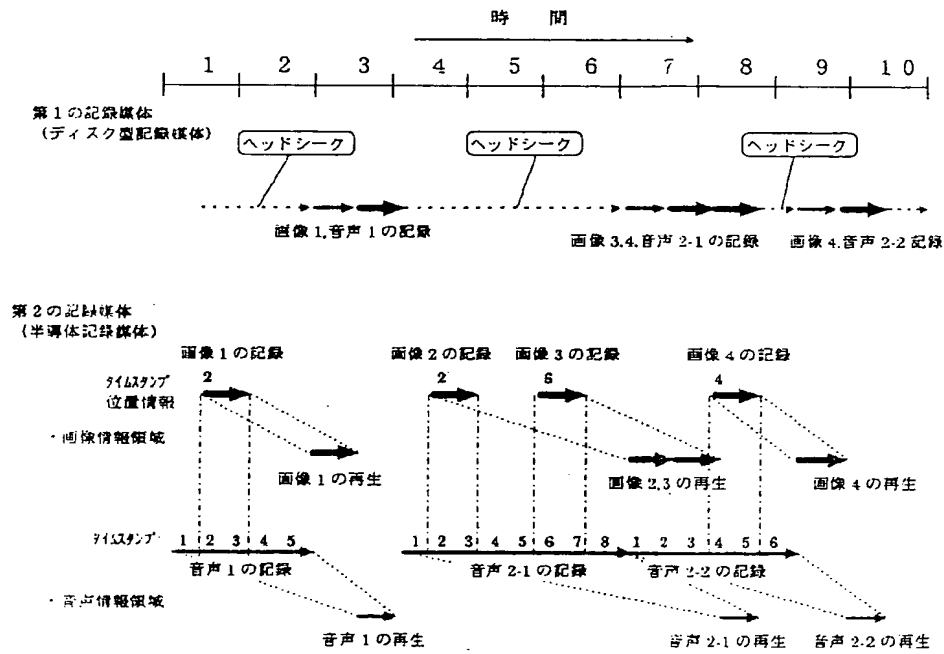 時 間
1 2 3 4 5 6 7 8 9 10
第1の記録媒体
(ディスク型記録媒体)
ヘッドシーク ヘッドシーク ヘッドシーク
画像1,音声1の記録 画像3,4,音声2-1の記録 画像4,音声2-2記録
第2の記録媒体
(半導体記録媒体)
画像1の記録 画像2の記録 画像3の記録 画像4の記録
タイムスタンプ 2 2 6 4
位置情報
・画像情報領域
画像1の再生 画像2,3の再生 画像4の再生
タイムスタンプ 1 2 3 4 5 1 2 3 4 5 6 7 8 1 2 3 4 5 6
音声1の記録 音声2-1の記録 音声2-2の記録
・音声情報領域
音声1の再生 音声2-1の再生 音声2-2の再生